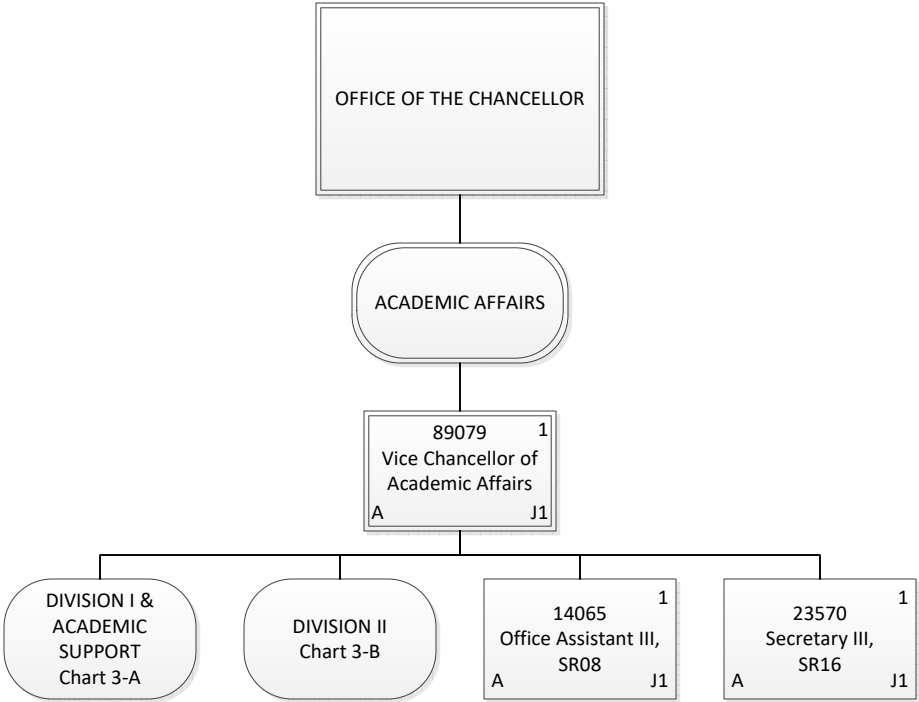 OFFICE OF THE CHANCELLOR
ACADEMIC AFFAIRS
89079 1
Vice Chancellor of
Academic Affairs
A J1
DIVISION I &
ACADEMIC
SUPPORT
Chart 3-A
DIVISION II
Chart 3-B
1
14065
Office Assistant III,
SR08
A J1
1
23570
Secretary III,
SR16
A J1